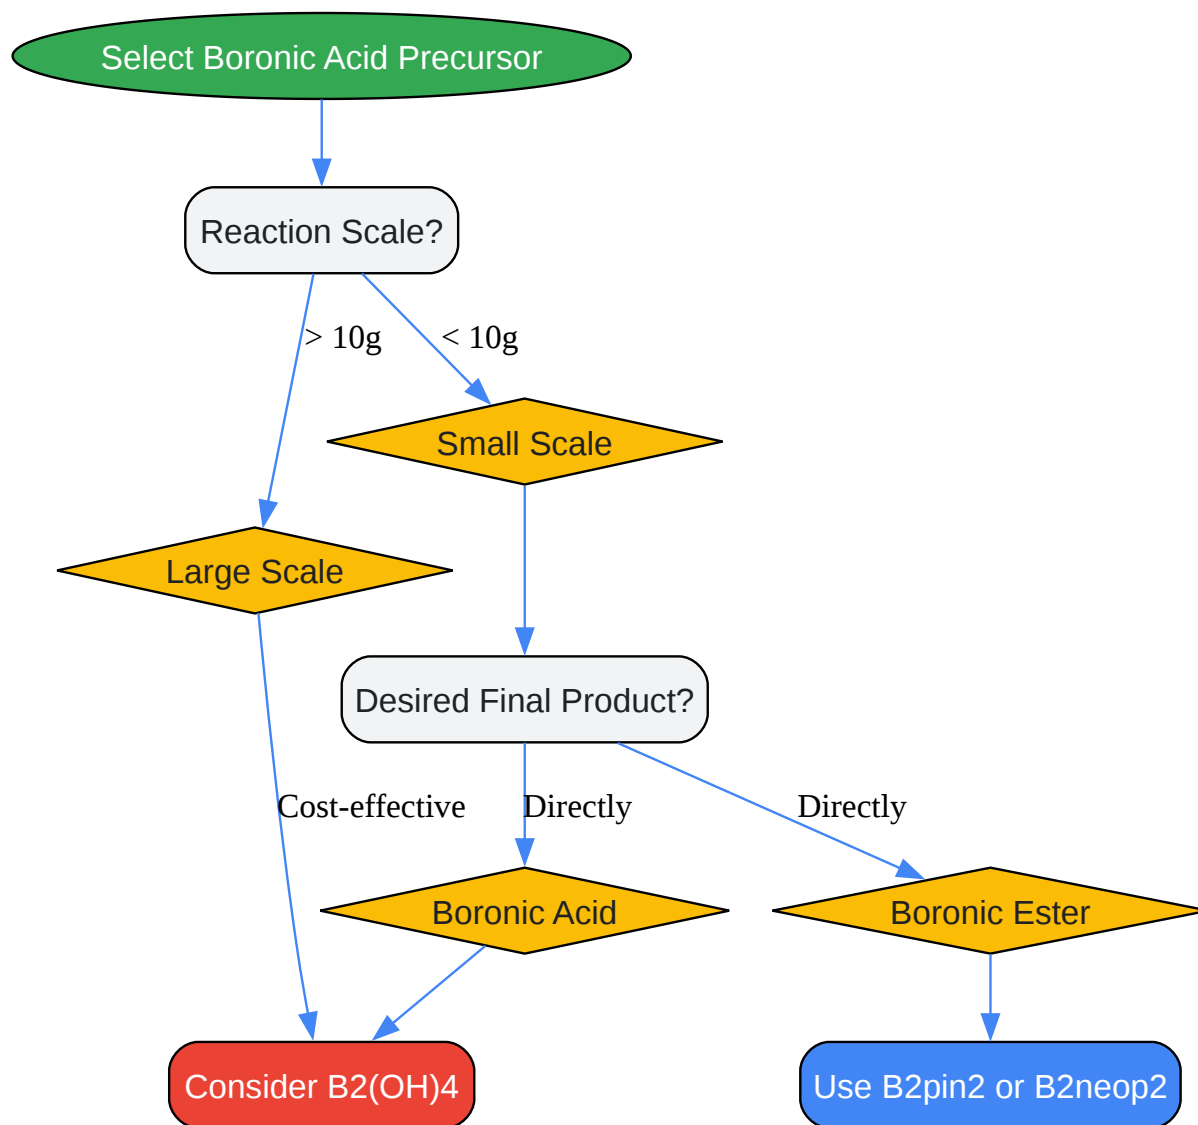 Select Boronic Acid Precursor
Reaction Scale?
> 10g
< 10g
Small Scale
Large Scale
Desired Final Product?
Cost-effective
Directly
Directly
Boronic Acid
Boronic Ester
Consider B2(OH)4
Use B2pin2 or B2neop2